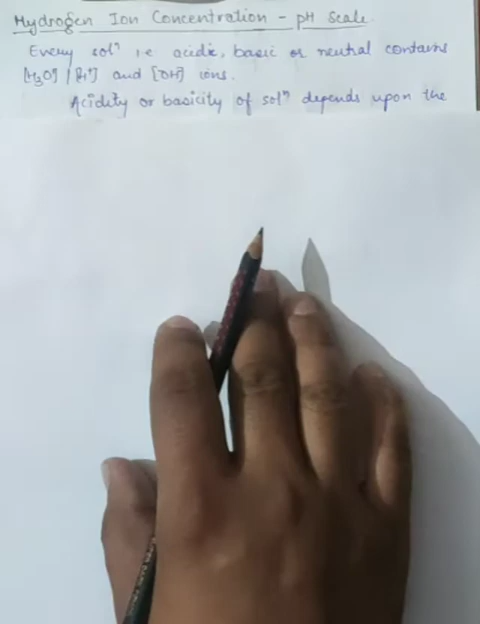 Hydrogen Ion Concentration - pH Scale.
Every solⁿ i.e acidic, basic or neutral contains
[H₃O⁺] / [H⁺] and [OH⁻] ions.
Acidity or basicity of solⁿ depends upon the